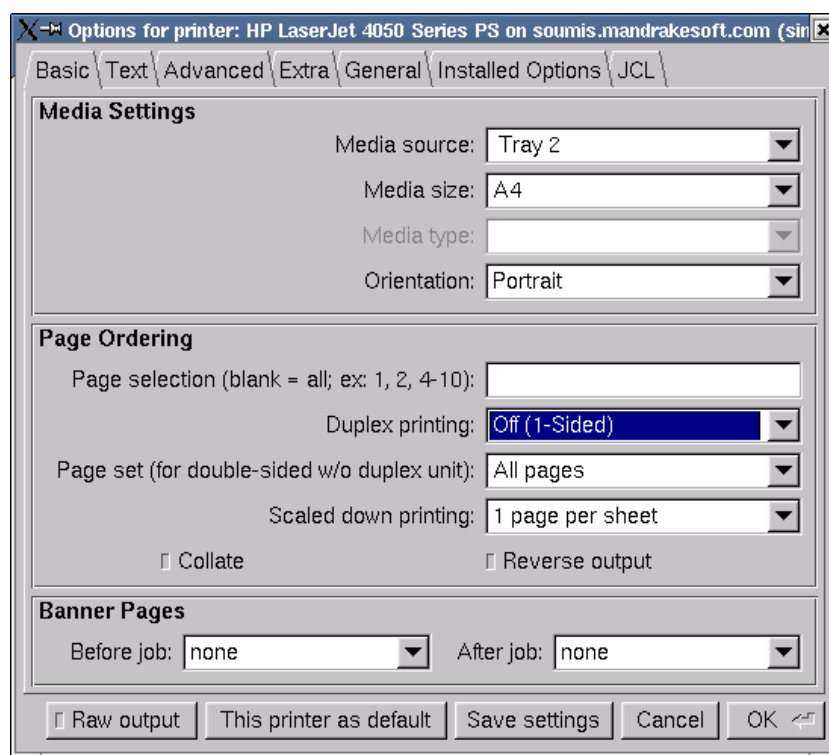 Options for printer: HP LaserJet 4050 Series PS on soumis.mandrakesoft.com (sin
Basic Text Advanced Extra General Installed Options JCL
Media Settings
Media source: Tray 2
Media size: A4
Media type:
Orientation: Portrait
Page Ordering
Page selection (blank = all; ex: 1, 2, 4-10):
Duplex printing: Off (1-Sided)
Page set (for double-sided w/o duplex unit): All pages
Scaled down printing: 1 page per sheet
Collate Reverse output
Banner Pages
Before job: none After job: none
Raw output This printer as default Save settings Cancel OK